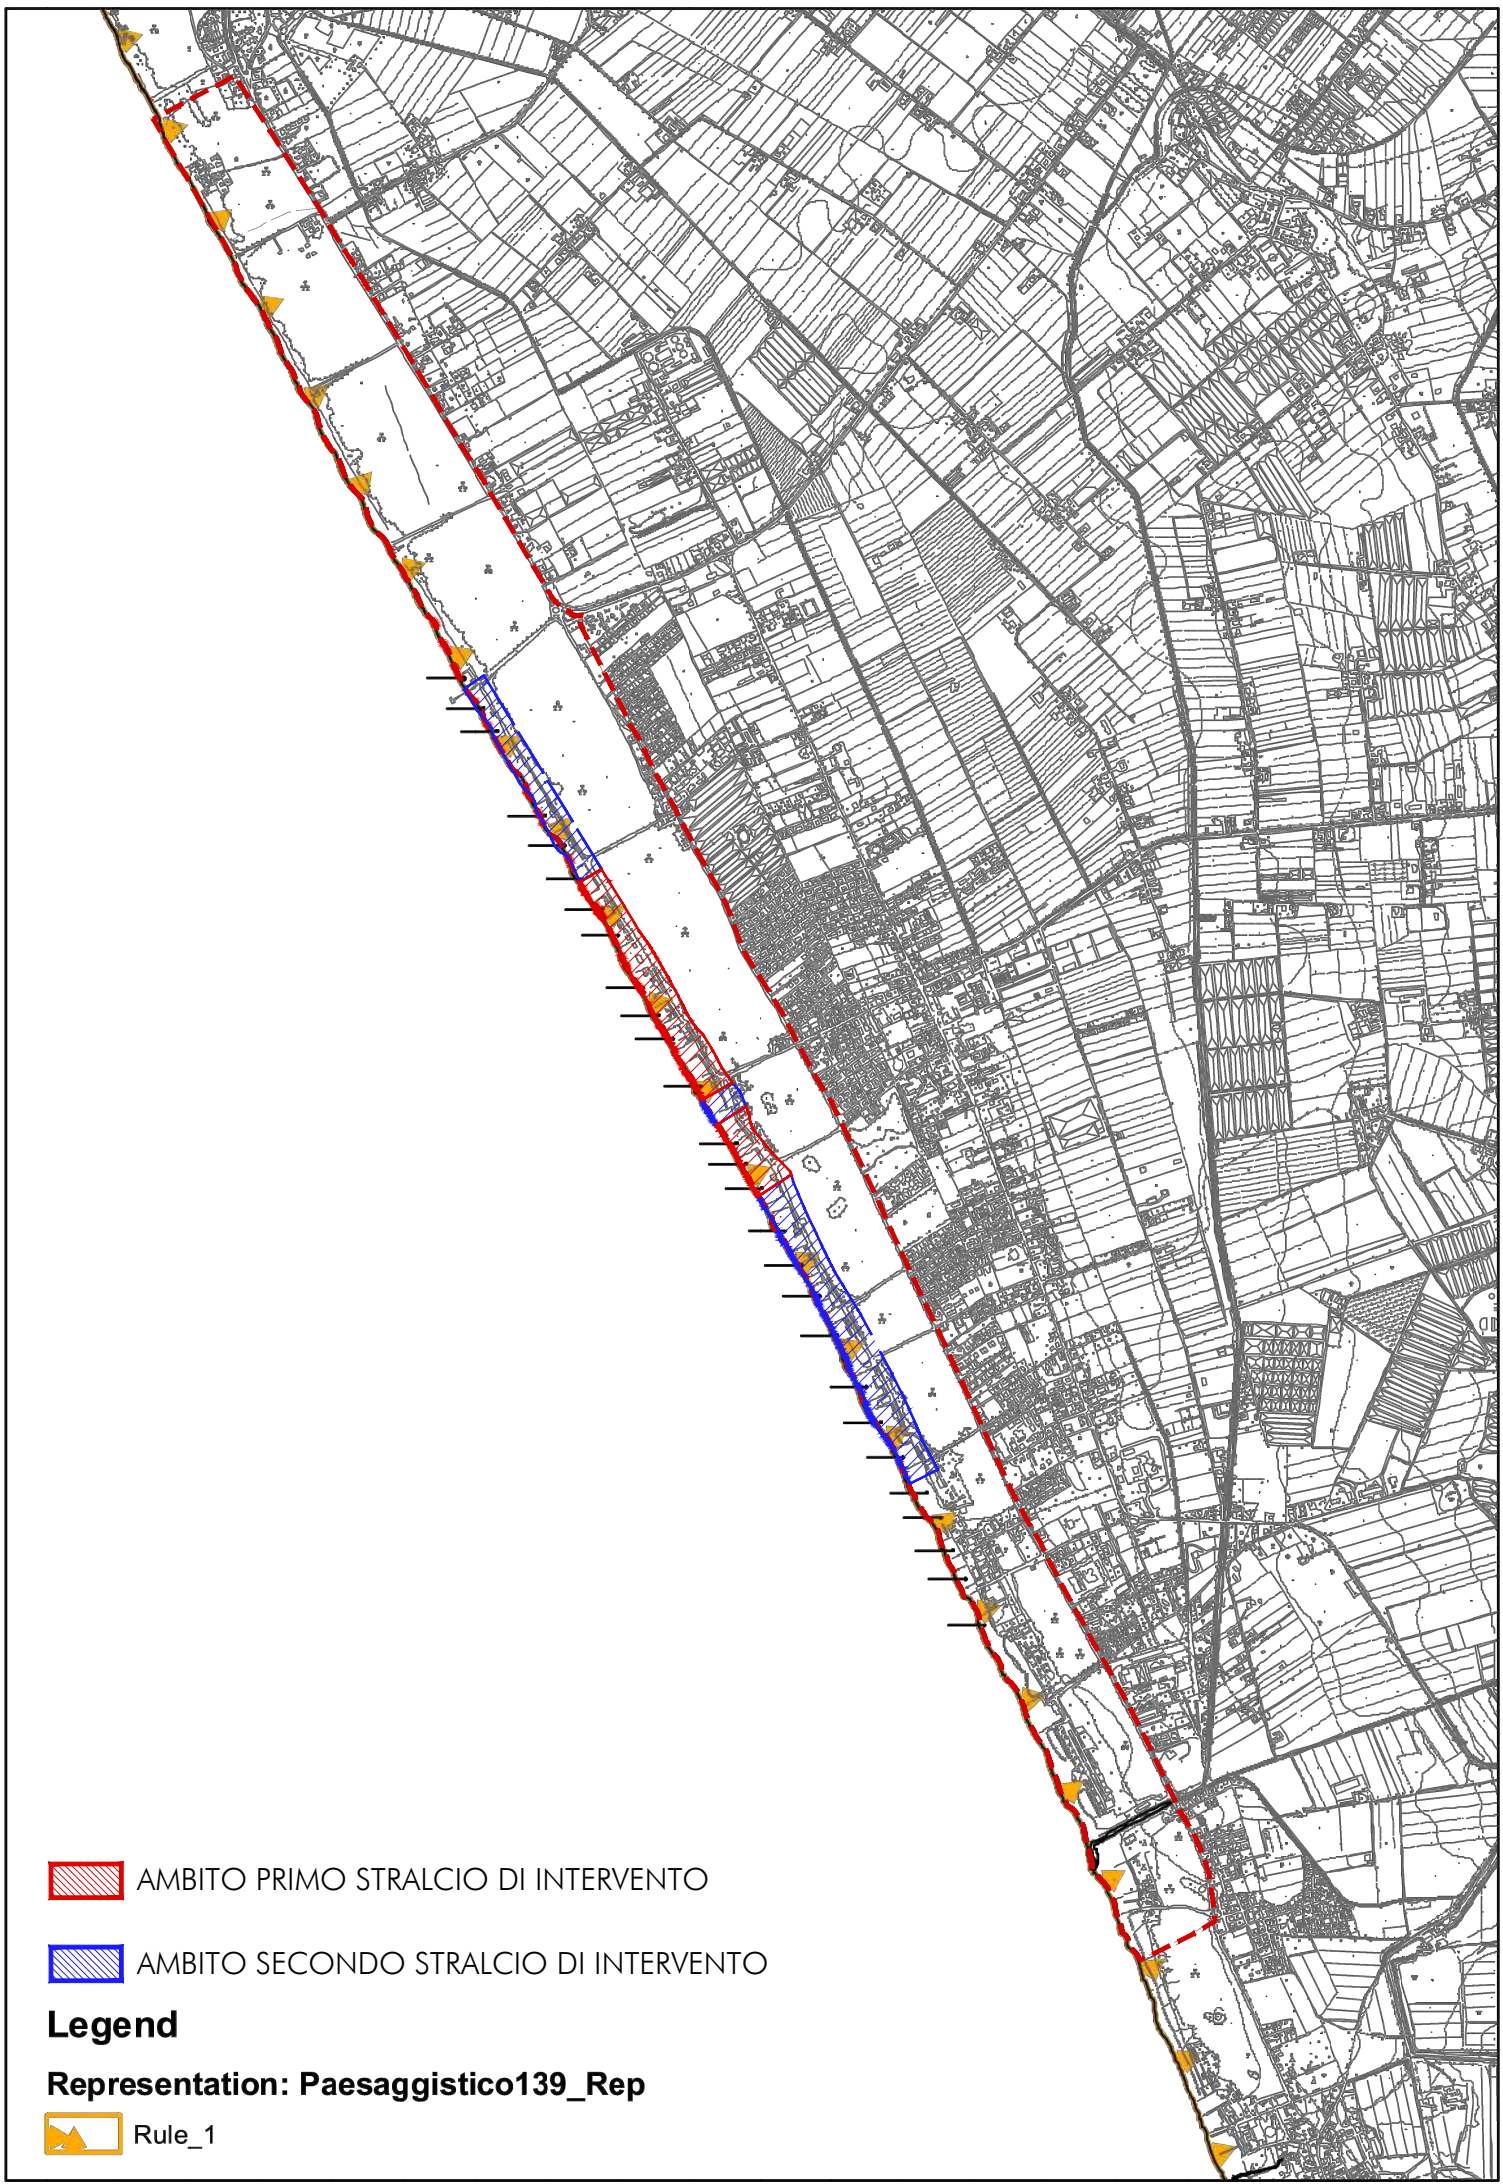 AMBITO PRIMO STRALCIO DI INTERVENTO
AMBITO SECONDO STRALCIO DI INTERVENTO
Legend
Representation: Paesaggistico139_Rep
Rule_1